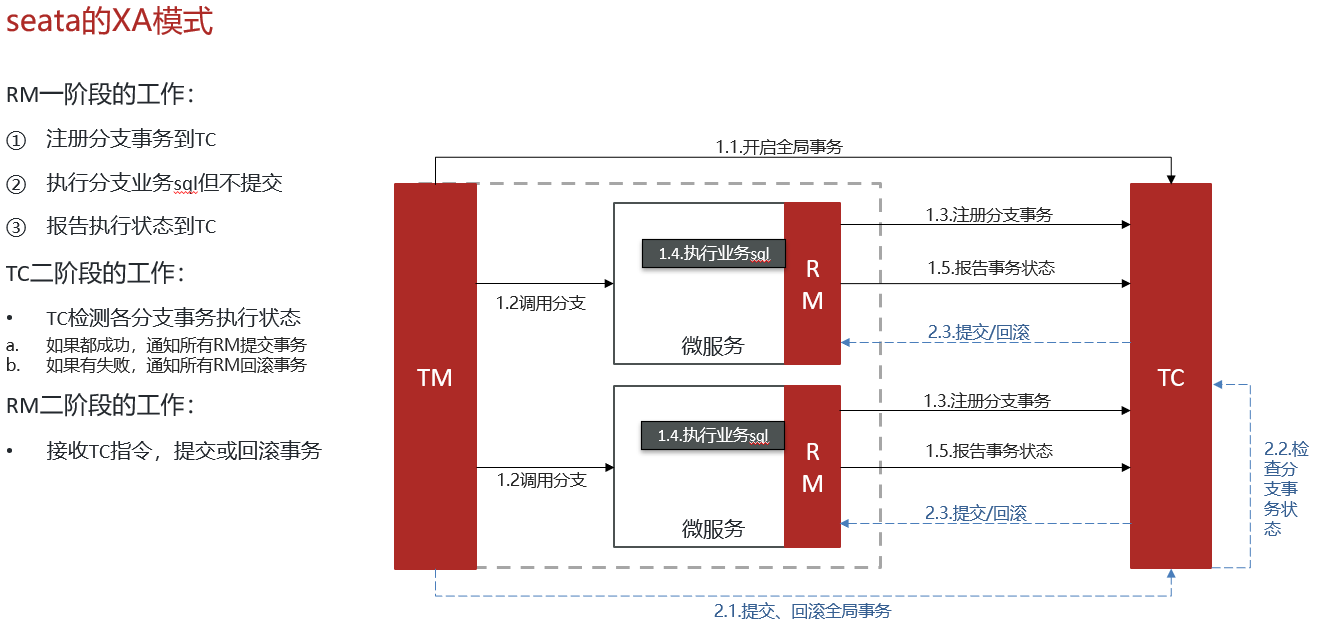 seata的XA模式
RM一阶段的工作：
① 注册分支事务到TC
② 执行分支业务sql但不提交
③ 报告执行状态到TC
TC二阶段的工作：
• TC检测各分支事务执行状态
a. 如果都成功，通知所有RM提交事务
b. 如果有失败，通知所有RM回滚事务
RM二阶段的工作：
• 接收TC指令，提交或回滚事务
1.1.开启全局事务
TM
1.2调用分支
1.4.执行业务sql
微服务
R
M
1.3.注册分支事务
1.5.报告事务状态
2.3.提交/回滚
1.2调用分支
1.4.执行业务sql
微服务
R
M
1.3.注册分支事务
1.5.报告事务状态
2.3.提交/回滚
TC
2.2.检
查分
支事
务状
态
2.1.提交、回滚全局事务